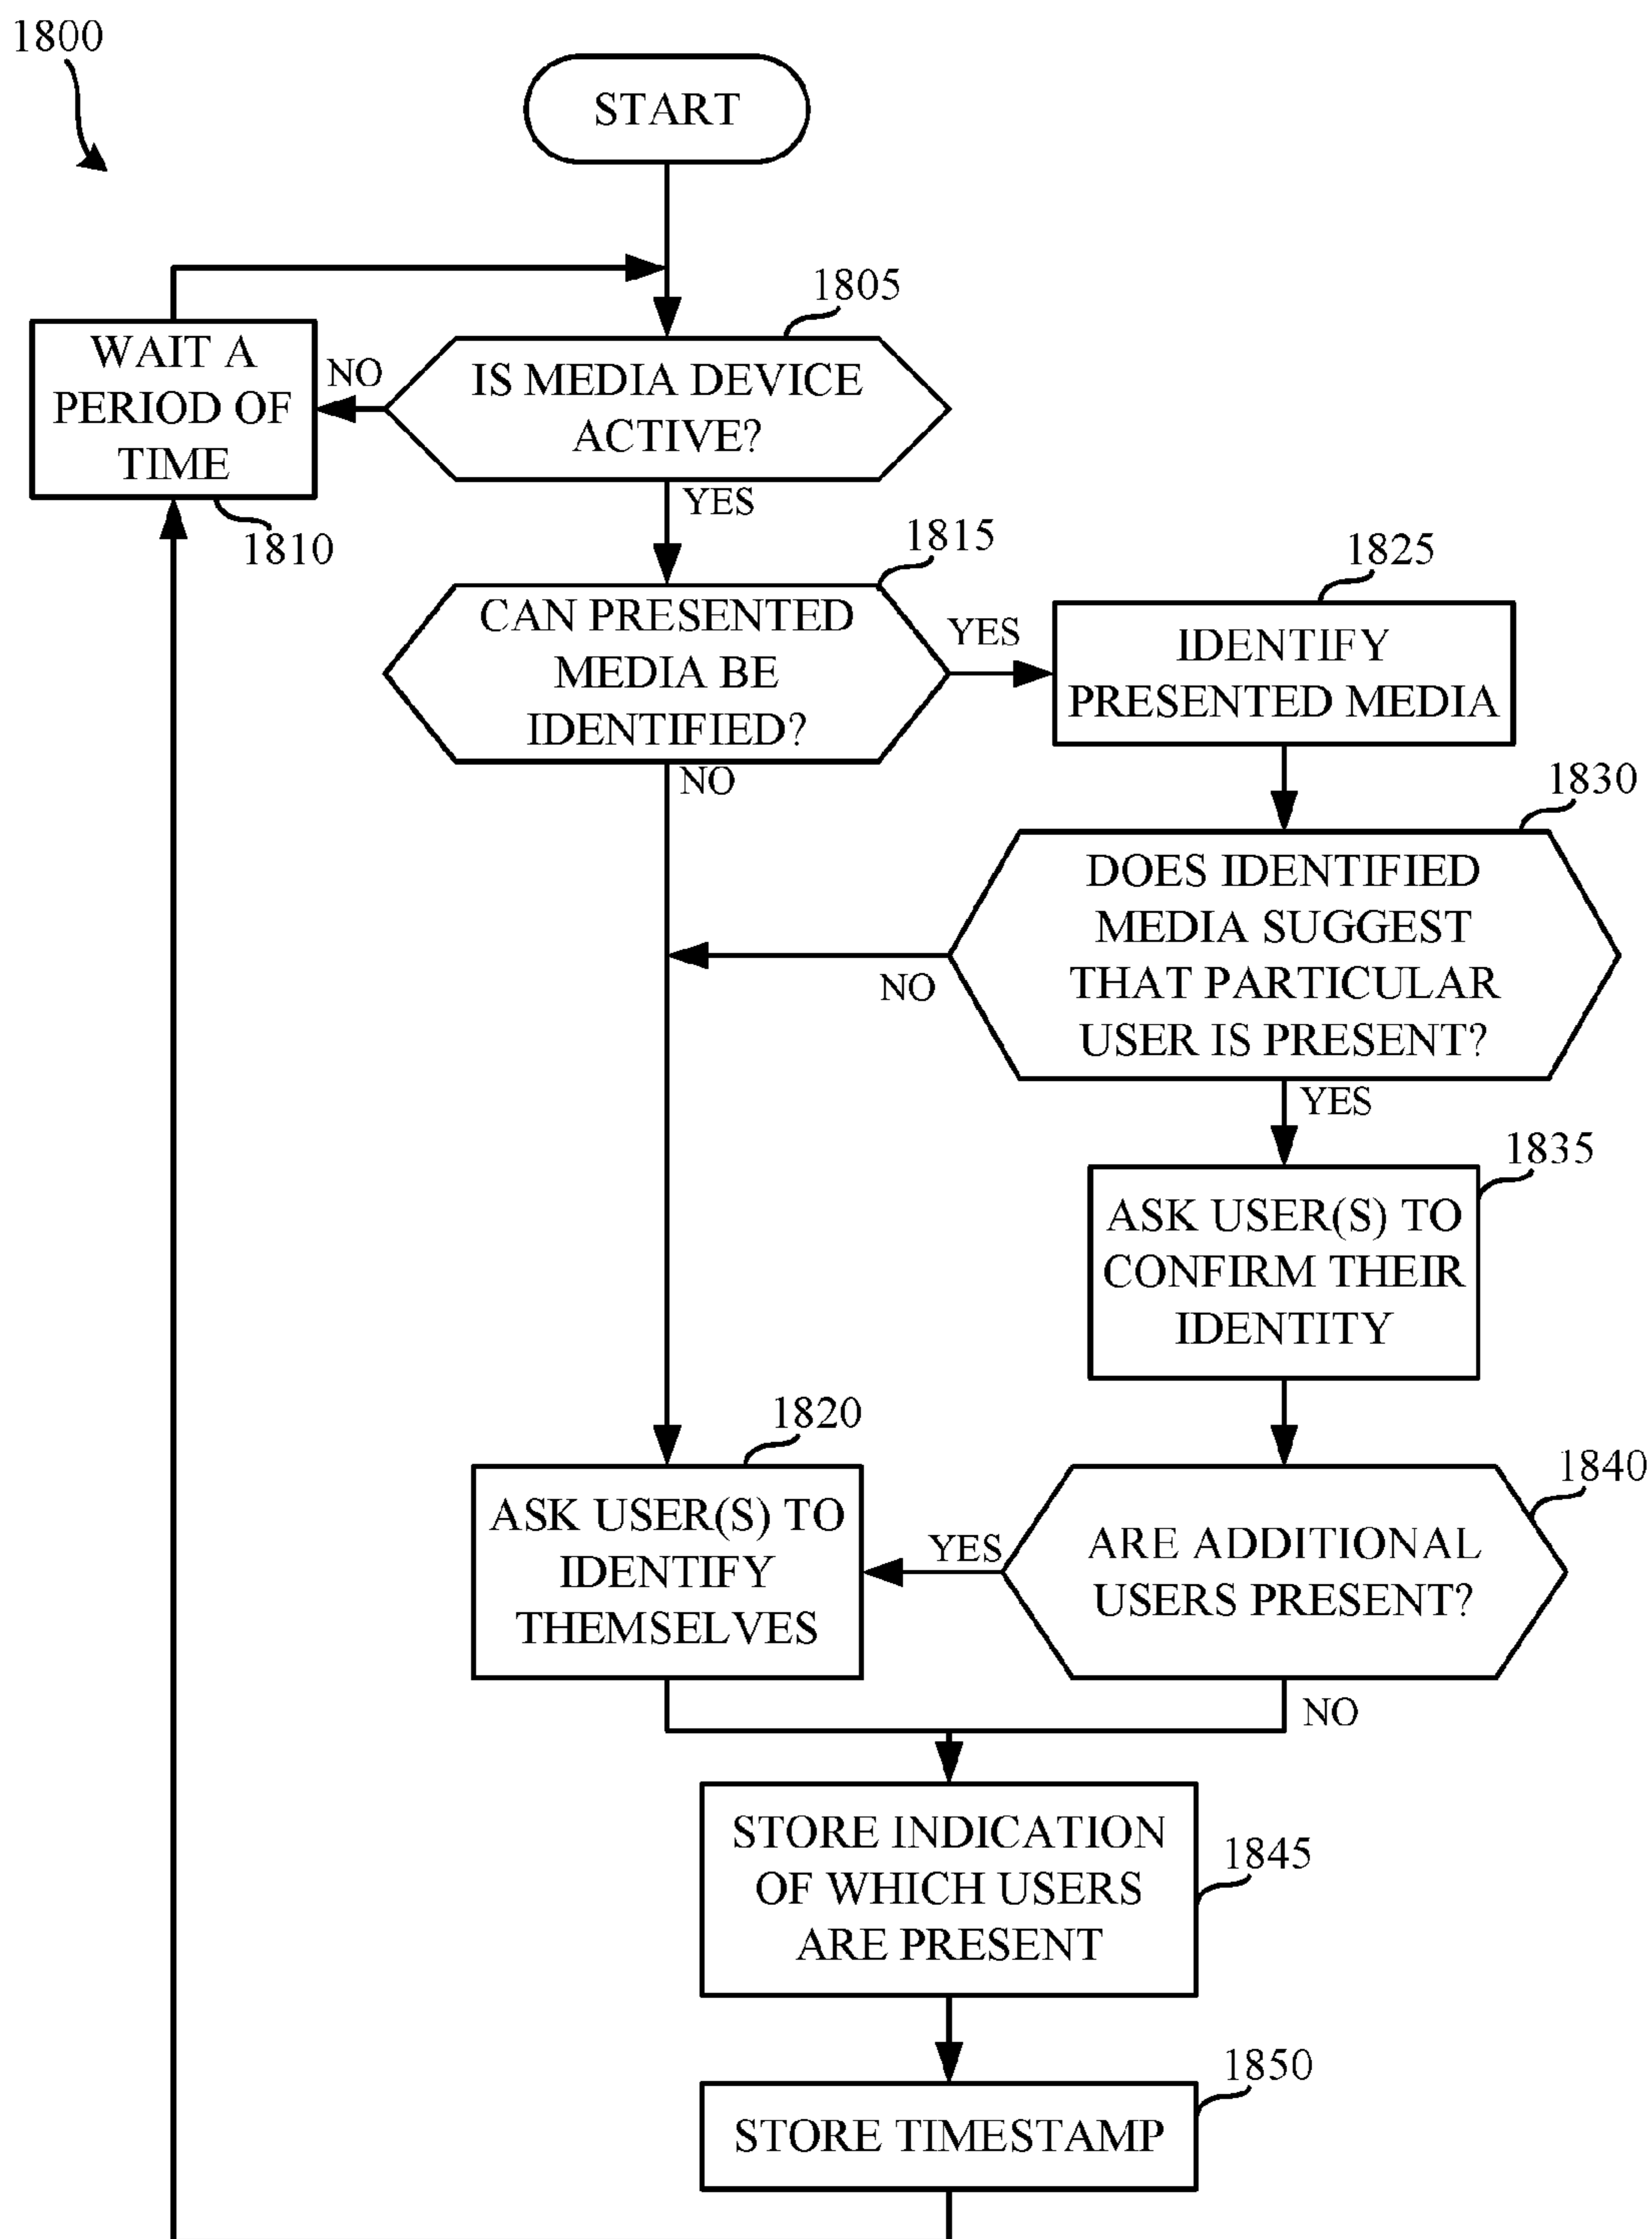 1800
START
1805
WAIT A
PERIOD OF
TIME
NO
IS MEDIA DEVICE
ACTIVE?
YES
1810
1815
CAN PRESENTED
MEDIA BE
IDENTIFIED?
YES
1825
IDENTIFY
PRESENTED MEDIA
NO
1830
DOES IDENTIFIED
MEDIA SUGGEST
THAT PARTICULAR
USER IS PRESENT?
NO
YES
1835
ASK USER(S) TO
CONFIRM THEIR
IDENTITY
1820
ASK USER(S) TO
IDENTIFY
THEMSELVES
YES
1840
ARE ADDITIONAL
USERS PRESENT?
NO
STORE INDICATION
OF WHICH USERS
ARE PRESENT
1845
1850
STORE TIMESTAMP